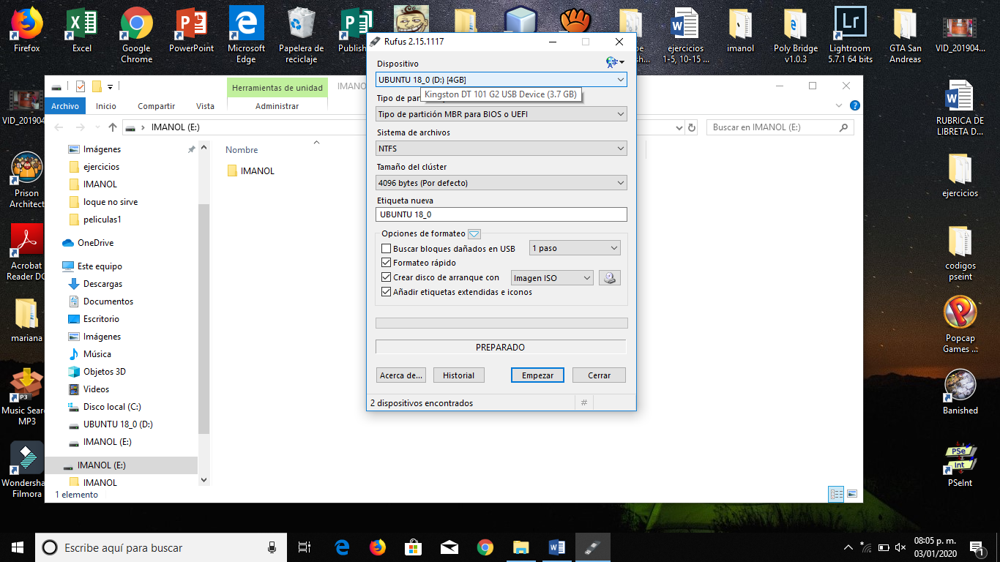 Firefox
Excel
Google
Chrome
PowerPoint
Microsoft
Edge
Papelera de
reciclaje
Publish
ejercicios
1-5, 10-15 ...
imanol
Poly Bridge
v1.0.3
Lr
Lightroom
5.7.1 64 bits
GTA San
Andreas
VID_201904...
VID_201904
Prison
Architect
Acrobat
Reader DC
mariana
P3
Music Sear
MP3
Wondersha
Filmora
RUBRICA DE
LIBRETA D...
ejercicios
codigos
pseint
Popcap
Games ...
Banished
PSe
Int
PSeInt
Herramientas de unidad
IMANO
Archivo
Inicio
Compartir
Vista
Administrar
IMANOL (E:)
Buscar en IMANOL (E:)
Imágenes
ejercicios
IMANOL
loque no sirve
peliculas1
OneDrive
Este equipo
Descargas
Documentos
Escritorio
Imágenes
Música
Objetos 3D
Videos
Disco local (C:)
UBUNTU 18_0 (D:)
IMANOL (E:)
IMANOL (E:)
IMANOL
1 elemento
Nombre
IMANOL
Rufus 2.15.1117
Dispositivo
UBUNTU 18_0 (D:) [4GB]
Kingston DT 101 G2 USB Device (3.7 GB)
Tipo de part
Tipo de partición MBR para BIOS o UEFI
Sistema de archivos
NTFS
Tamaño del clúster
4096 bytes (Por defecto)
Etiqueta nueva
UBUNTU 18_0
Opciones de formateo
Buscar bloques dañados en USB
1 paso
Formateo rápido
Crear disco de arranque con
Imagen ISO
Añadir etiquetas extendidas e iconos
PREPARADO
Acerca de...
Historial
Empezar
Cerrar
2 dispositivos encontrados
#
Escribe aquí para buscar
08:05 p. m.
03/01/2020
1